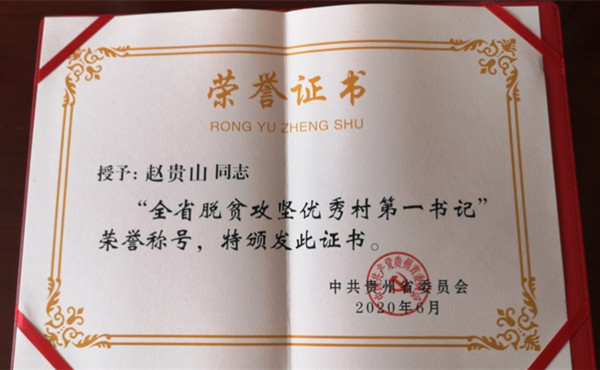 荣誉证书
RONG YU ZHENG SHU
授予：赵贵山同志
“全省脱贫攻坚优秀村第一书记”
荣誉称号，特颁发此证书。
中共贵州省委员会
2020年6月